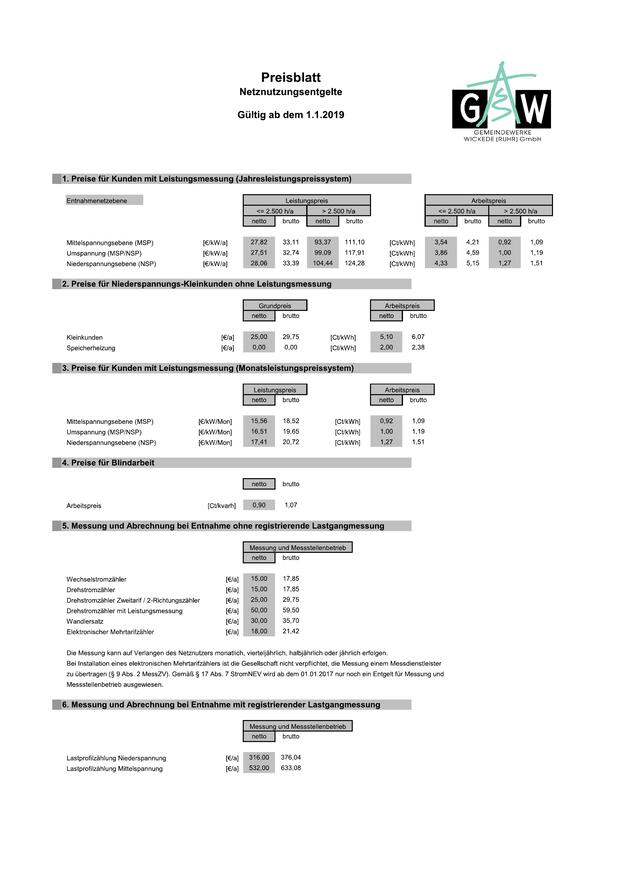 Preisblatt
Netznutzungsentgelte
Gültig ab dem 1.1.2019
GSW
GEMEINDEWERKE
WICKEDE (RUHR) GmbH
1. Preise für Kunden mit Leistungsmessung (Jahresleistungspreissystem)
Entnahmenetzebene Leistungspreis Arbeitspreis
<= 2.500 h/a > 2.500 h/a <= 2.500 h/a > 2.500 h/a
netto brutto netto brutto netto brutto netto brutto
Mittelspannungsebene (MSP) [€/kW/a] 27,82 33,11 93,37 111,10 [Ct/kWh] 3,54 4,21 0,92 1,09
Umspannung (MSP/NSP) [€/kW/a] 27,51 32,74 99,09 117,91 [Ct/kWh] 3,86 4,59 1,00 1,19
Niederspannungsebene (NSP) [€/kW/a] 28,06 33,39 104,44 124,28 [Ct/kWh] 4,33 5,15 1,27 1,51
2. Preise für Niederspannungs-Kleinkunden ohne Leistungsmessung
Grundpreis Arbeitspreis
netto brutto netto brutto
Kleinkunden [€/a] 25,00 29,75 [Ct/kWh] 5,10 6,07
Speicherheizung [€/a] 0,00 0,00 [Ct/kWh] 2,00 2,38
3. Preise für Kunden mit Leistungsmessung (Monatsleistungspreissystem)
Leistungspreis Arbeitspreis
netto brutto netto brutto
Mittelspannungsebene (MSP) [€/kW/Mon] 15,56 18,52 [Ct/kWh] 0,92 1,09
Umspannung (MSP/NSP) [€/kW/Mon] 16,51 19,65 [Ct/kWh] 1,00 1,19
Niederspannungsebene (NSP) [€/kW/Mon] 17,41 20,72 [Ct/kWh] 1,27 1,51
4. Preise für Blindarbeit
netto brutto
Arbeitspreis [Ct/kvarh] 0,90 1,07
5. Messung und Abrechnung bei Entnahme ohne registrierende Lastgangmessung
Messung und Messstellenbetrieb
netto brutto
Wechselstromzähler [€/a] 15,00 17,85
Drehstromzähler [€/a] 15,00 17,85
Drehstromzähler Zweitarif / 2-Richtungszähler [€/a] 25,00 29,75
Drehstromzähler mit Leistungsmessung [€/a] 50,00 59,50
Wandlersatz [€/a] 30,00 35,70
Elektronischer Mehrtarifzähler [€/a] 18,00 21,42
Die Messung kann auf Verlangen des Netznutzers monatlich, vierteljährlich, halbjährlich oder jährlich erfolgen.
Bei Installation eines elektronischen Mehrtarifzählers ist die Gesellschaft nicht verpflichtet, die Messung einem Messdienstleister
zu übertragen (§ 9 Abs. 2 MessZV). Gemäß § 17 Abs. 7 StromNEV wird ab dem 01.01.2017 nur noch ein Entgelt für Messung und
Messstellenbetrieb ausgewiesen.
6. Messung und Abrechnung bei Entnahme mit registrierender Lastgangmessung
Messung und Messstellenbetrieb
netto brutto
Lastprofilzählung Niederspannung [€/a] 316,00 376,04
Lastprofilzählung Mittelspannung [€/a] 532,00 633,08